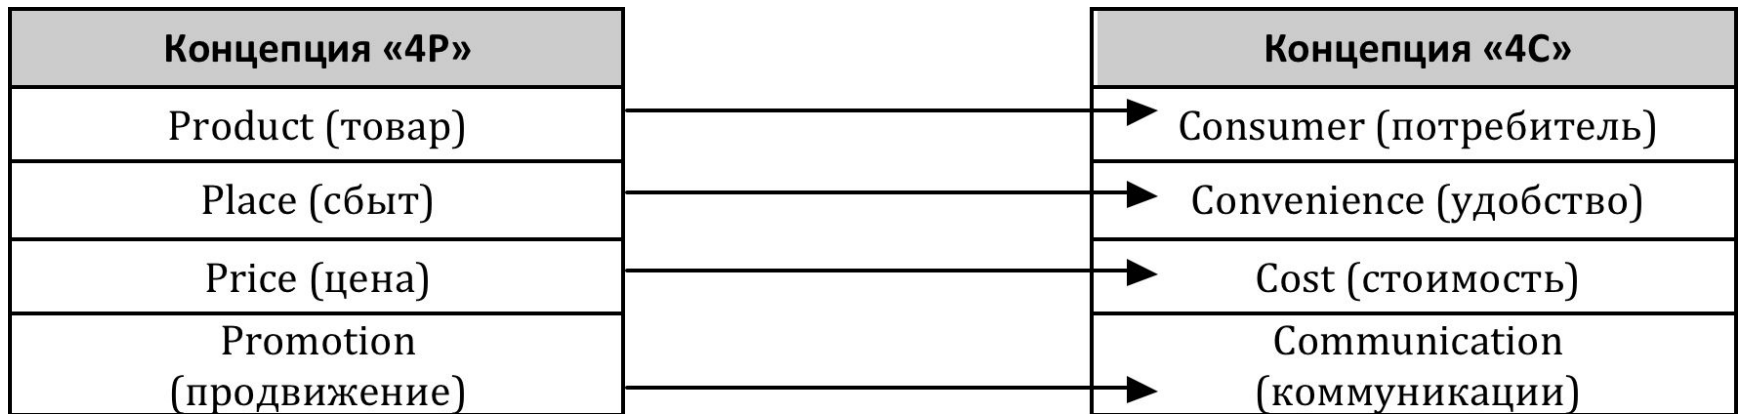 Концепция «4P»
Product (товар)
Place (сбыт)
Price (цена)
Promotion
(продвижение)
Концепция «4C»
Consumer (потребитель)
Convenience (удобство)
Cost (стоимость)
Communication
(коммуникации)